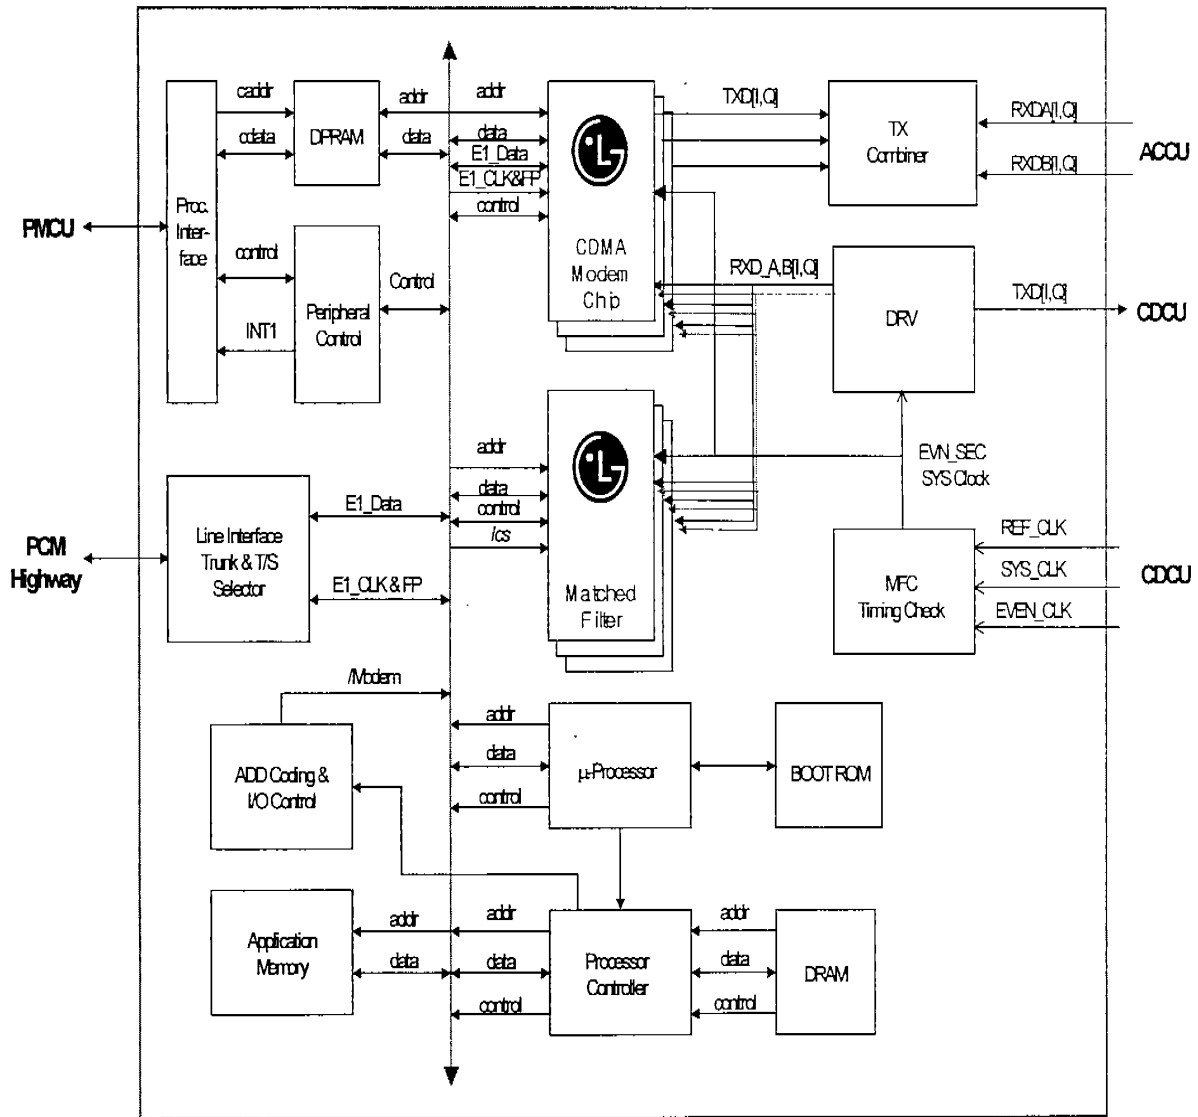 caddr
cdata
DPRAM
addr
data
addr
data
E1_Data
E1_CLK&FP
control
LG
CDMA
Modem
Chip
TXD[I,Q]
TX
Combiner
RXDA[I,Q]
RXDB[I,Q]
ACCU
PMCU
Proc.
Inter-
face
control
INT1
Peripheral
Control
Control
RXD_A,B[I,Q]
DRV
TXD[I,Q]
CDCU
addr
data
control
/cs
LG
Matched
Filter
EVN_SEC
SYS Clock
PCM
Highway
Line Interface
Trunk & T/S
Selector
E1_Data
E1_CLK & FP
MFC
Timing Check
REF_CLK
SYS_CLK
EVEN_CLK
CDCU
/Modem
ADD Coding &
I/O Control
addr
data
control
μ-Processor
BOOT ROM
Application
Memory
addr
data
addr
data
control
Processor
Controller
addr
data
control
DRAM